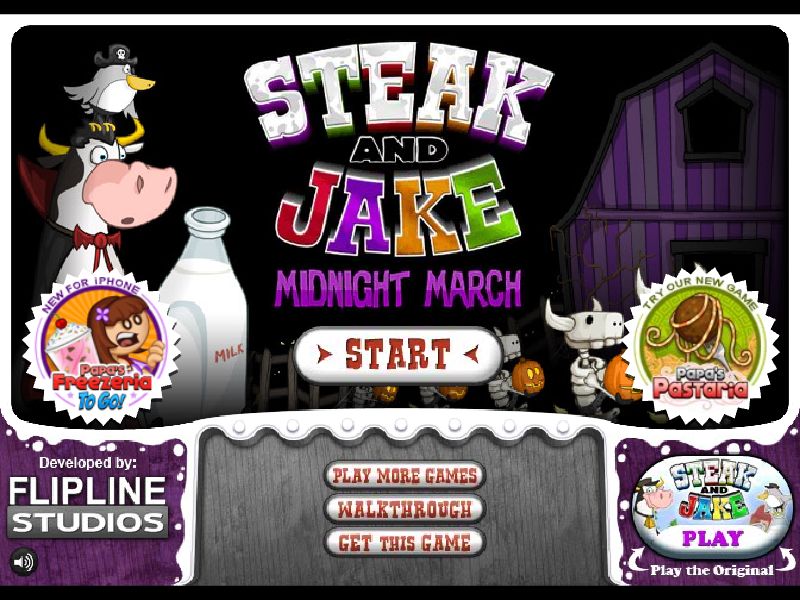 STEAK
AND
JAKE
MIDNIGHT MARCH
NEW FOR iPHONE
PAPA'S
FREEZERIA
TO GO!
MILK
START
TRY OUR NEW GAME
PAPA'S
PASTARIA
Developed by:
FLIPLINE
STUDIOS
PLAY MORE GAMES
WALKTHROUGH
GET THIS GAME
STEAK
AND
JAKE
PLAY
Play the Original